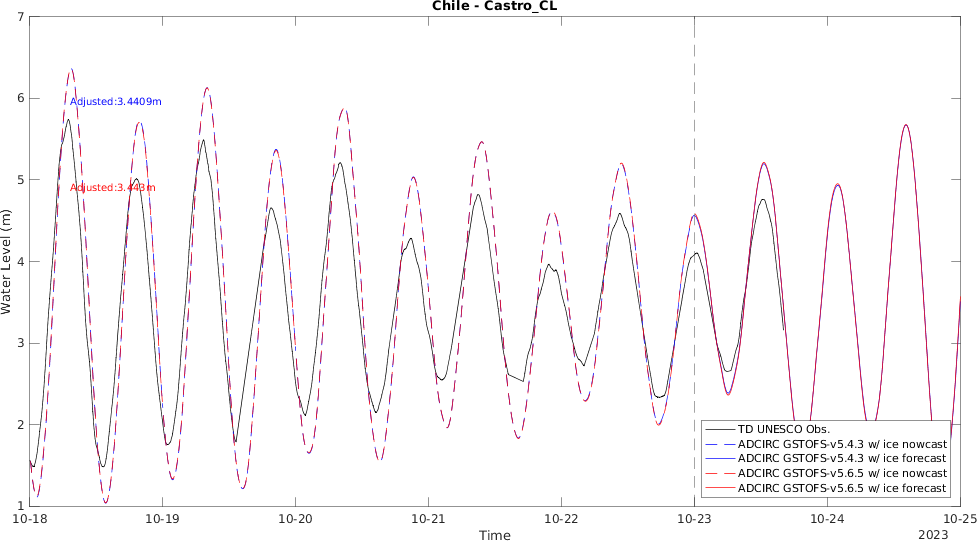 Chile - Castro_CL
7
6
5
4
3
2
1
Water Level (m)
Adjusted:3.4409m
Adjusted:3.443m
TD UNESCO Obs.
ADCIRC GSTOFS-v5.4.3 w/ ice nowcast
ADCIRC GSTOFS-v5.4.3 w/ ice forecast
ADCIRC GSTOFS-v5.6.5 w/ ice nowcast
ADCIRC GSTOFS-v5.6.5 w/ ice forecast
10-18 10-19 10-20 10-21 10-22 10-23 10-24 10-25
Time
2023